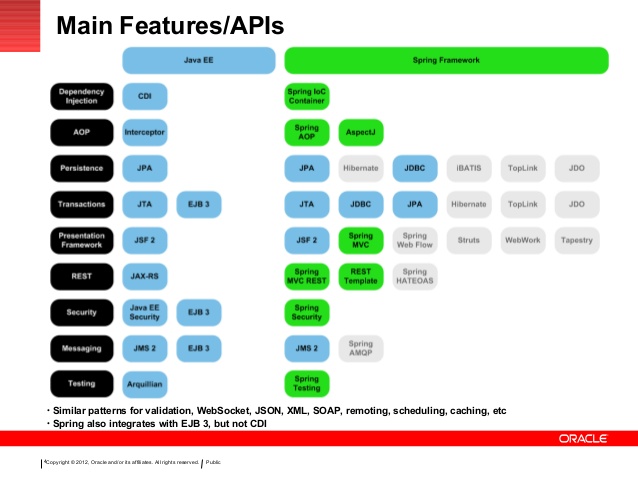 Main Features/APIs
Java EE Spring Framework
Dependency Injection CDI Spring IoC Container
AOP Interceptor Spring AOP AspectJ
Persistence JPA JPA Hibernate JDBC iBATIS TopLink JDO
Transactions JTA EJB 3 JTA JDBC JPA Hibernate TopLink JDO
Presentation Framework JSF 2 JSF 2 Spring MVC Spring Web Flow Struts WebWork Tapestry
REST JAX-RS Spring MVC REST REST Template Spring HATEOAS
Security Java EE Security EJB 3 Spring Security
Messaging JMS 2 EJB 3 JMS 2 Spring AMQP
Testing Arquillian Spring Testing
· Similar patterns for validation, WebSocket, JSON, XML, SOAP, remoting, scheduling, caching, etc
· Spring also integrates with EJB 3, but not CDI
ORACLE
4 Copyright © 2012, Oracle and/or its affiliates. All rights reserved. Public